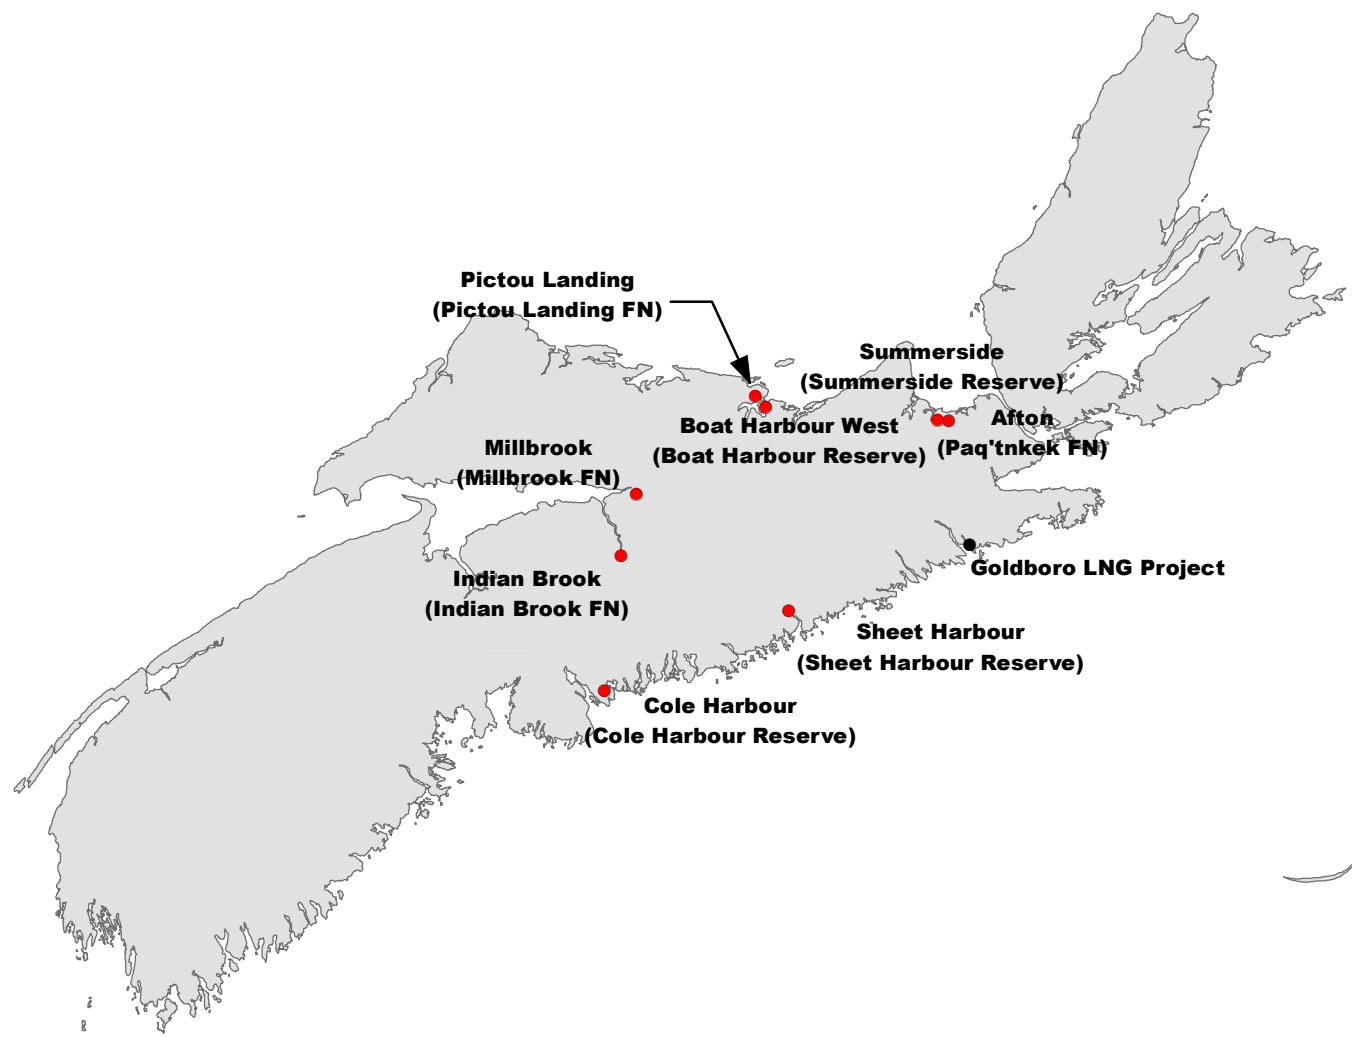 Pictou Landing
(Pictou Landing FN)
Summerside
(Summerside Reserve)
Afton
(Paq'tnkek FN)
Boat Harbour West
(Boat Harbour Reserve)
Millbrook
(Millbrook FN)
Goldboro LNG Project
Indian Brook
(Indian Brook FN)
Sheet Harbour
(Sheet Harbour Reserve)
Cole Harbour
(Cole Harbour Reserve)